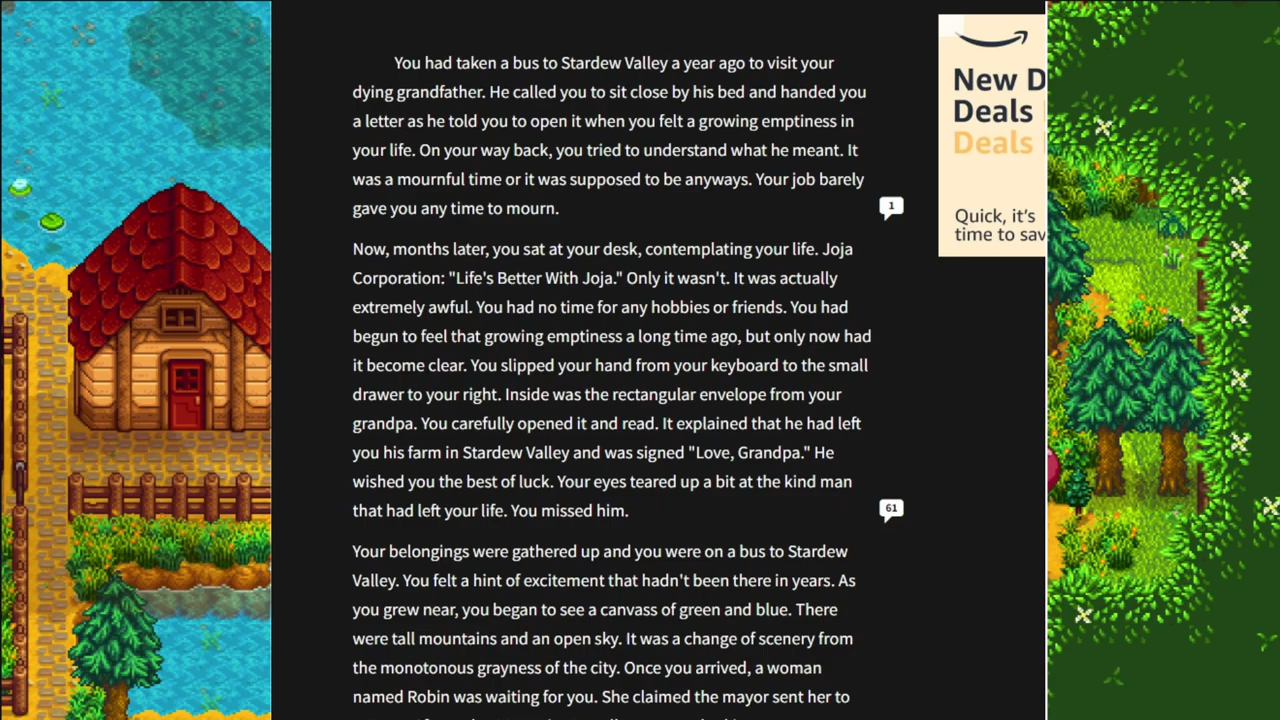 You had taken a bus to Stardew Valley a year ago to visit your
dying grandfather. He called you to sit close by his bed and handed you
a letter as he told you to open it when you felt a growing emptiness in
your life. On your way back, you tried to understand what he meant. It
was a mournful time or it was supposed to be anyways. Your job barely
gave you any time to mourn.
1
Now, months later, you sat at your desk, contemplating your life. Joja
Corporation: "Life's Better With Joja." Only it wasn't. It was actually
extremely awful. You had no time for any hobbies or friends. You had
begun to feel that growing emptiness a long time ago, but only now had
it become clear. You slipped your hand from your keyboard to the small
drawer to your right. Inside was the rectangular envelope from your
grandpa. You carefully opened it and read. It explained that he had left
you his farm in Stardew Valley and was signed "Love, Grandpa." He
wished you the best of luck. Your eyes teared up a bit at the kind man
that had left your life. You missed him.
61
Your belongings were gathered up and you were on a bus to Stardew
Valley. You felt a hint of excitement that hadn't been there in years. As
you grew near, you began to see a canvass of green and blue. There
were tall mountains and an open sky. It was a change of scenery from
the monotonous grayness of the city. Once you arrived, a woman
named Robin was waiting for you. She claimed the mayor sent her to
New D
Deals
Deals
Quick, it's
time to sav